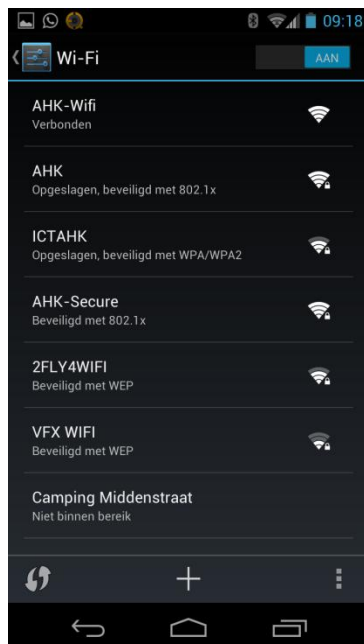 09:18
Wi-Fi
AAN
AHK-Wifi
Verbonden
AHK
Opgeslagen, beveiligd met 802.1x
ICTAHK
Opgeslagen, beveiligd met WPA/WPA2
AHK-Secure
Beveiligd met 802.1x
2FLY4WIFI
Beveiligd met WEP
VFX WIFI
Beveiligd met WEP
Camping Middenstraat
Niet binnen bereik